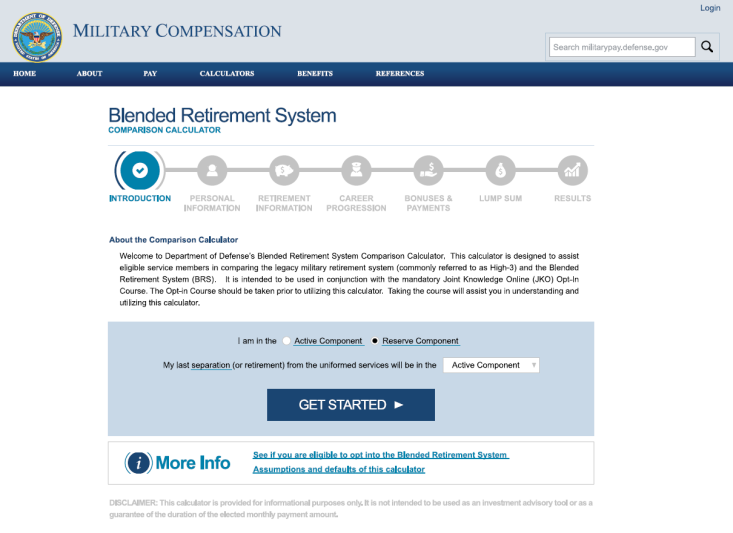 Login
MILITARY COMPENSATION
Search militarypay.defense.gov
HOME ABOUT PAY CALCULATORS BENEFITS REFERENCES
Blended Retirement System
COMPARISON CALCULATOR
INTRODUCTION PERSONAL INFORMATION RETIREMENT INFORMATION CAREER PROGRESSION BONUSES & PAYMENTS LUMP SUM RESULTS
About the Comparison Calculator
Welcome to Department of Defense's Blended Retirement System Comparison Calculator. This calculator is designed to assist
eligible service members in comparing the legacy military retirement system (commonly referred to as High-3) and the Blended
Retirement System (BRS). It is intended to be used in conjunction with the mandatory Joint Knowledge Online (JKO) Opt-In
Course. The Opt-in Course should be taken prior to utilizing this calculator. Taking the course will assist you in understanding and
utilizing this calculator.
I am in the Active Component Reserve Component
My last separation (or retirement) from the uniformed services will be in the Active Component
GET STARTED ►
i More Info
See if you are eligible to opt into the Blended Retirement System
Assumptions and defaults of this calculator
DISCLAIMER: This calculator is provided for informational purposes only. It is not intended to be used as an investment advisory tool or as a
guarantee of the duration of the elected monthly payment amount.